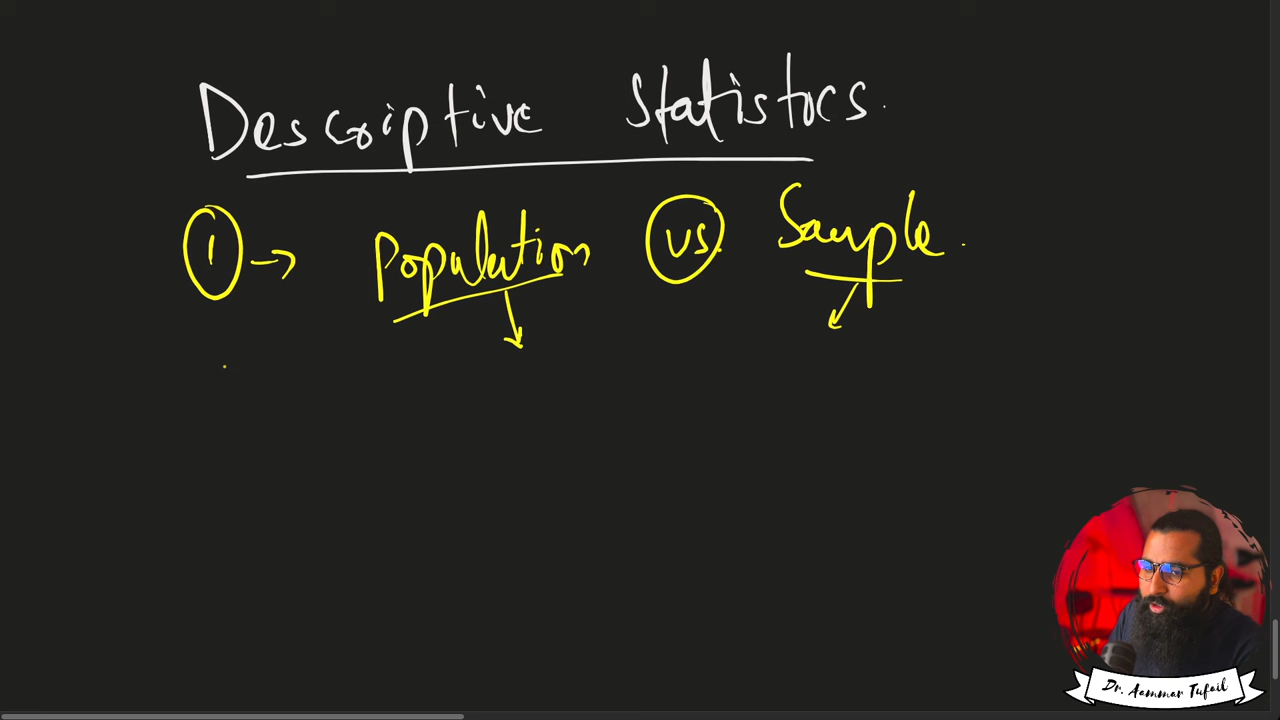 Descriptive Statistics.
1 → Population vs. Sample.
Dr. Aammar Tufail